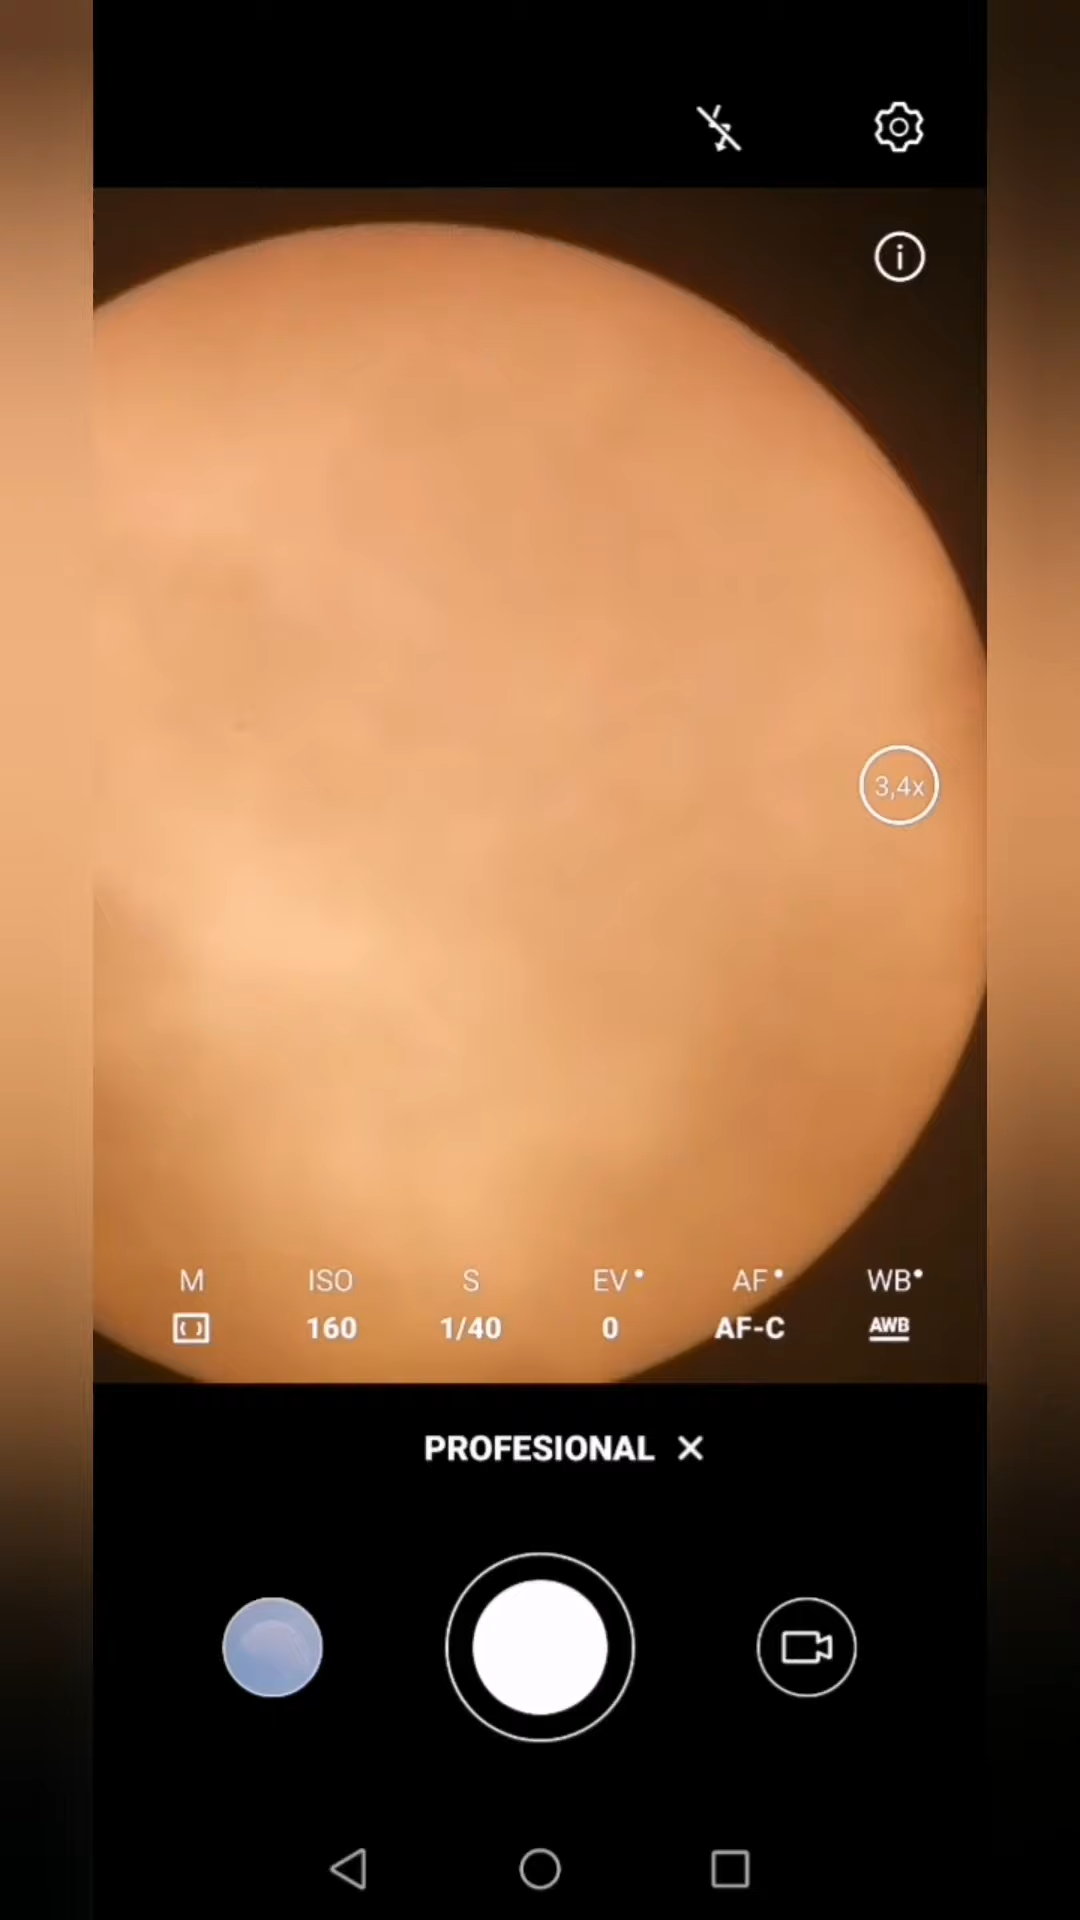 i
3,4x
M ISO S EV AF WB
160 1/40 0 AF-C AWB
PROFESIONAL ✕